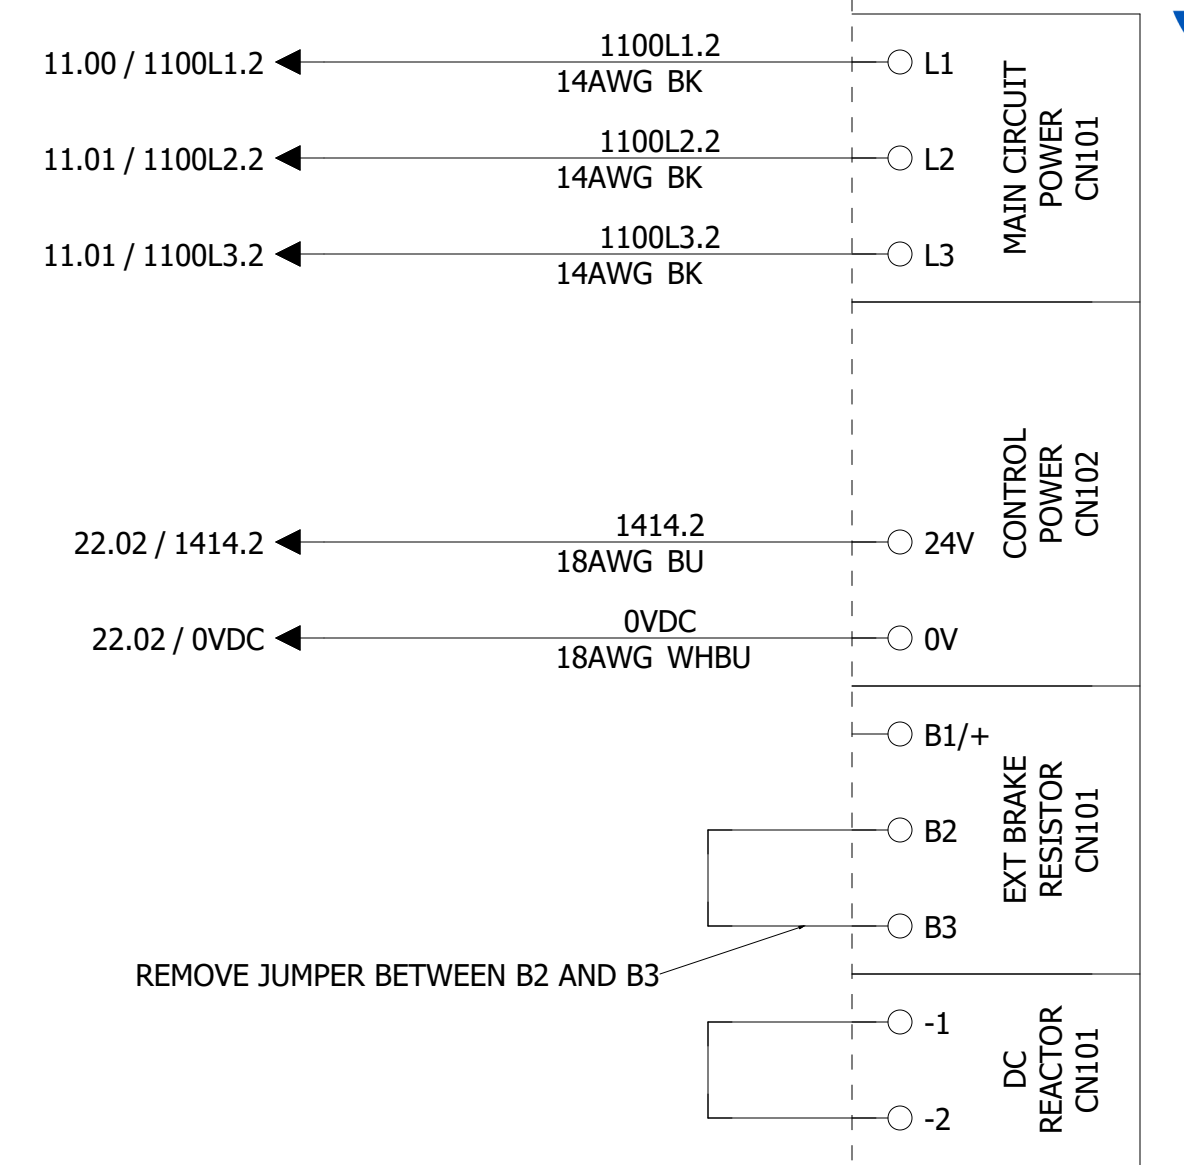 1100L1.2
11.00 / 1100L1.2
14AWG BK
L1
1100L2.2
11.01 / 1100L2.2
14AWG BK
L2
1100L3.2
11.01 / 1100L3.2
14AWG BK
L3
MAIN CIRCUIT
POWER
CN101
1414.2
22.02 / 1414.2
18AWG BU
24V
0VDC
22.02 / 0VDC
18AWG WHBU
0V
CONTROL
POWER
CN102
B1/+
B2
B3
EXT BRAKE
RESISTOR
CN101
REMOVE JUMPER BETWEEN B2 AND B3
-1
-2
DC
REACTOR
CN101